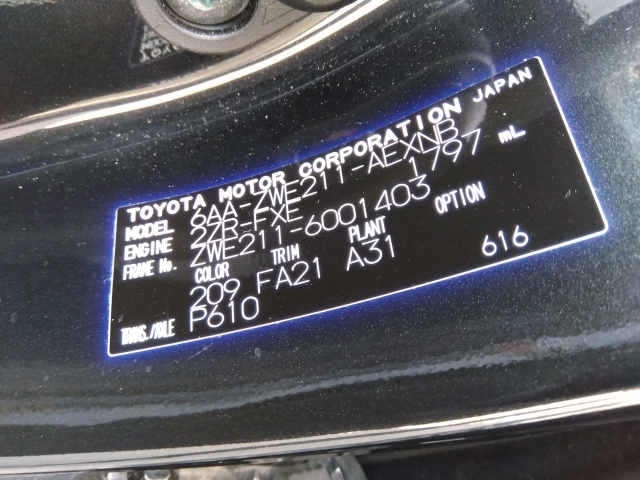 TOYOTA MOTOR CORPORATION JAPAN
MODEL 6AA-ZWE211-AEXNB
ENGINE 2ZR-FXE 1797 mL
FRAME No. ZWE211-6001403
COLOR TRIM PLANT OPTION
209 FA21 A31 616
TRANS./AXLE P610